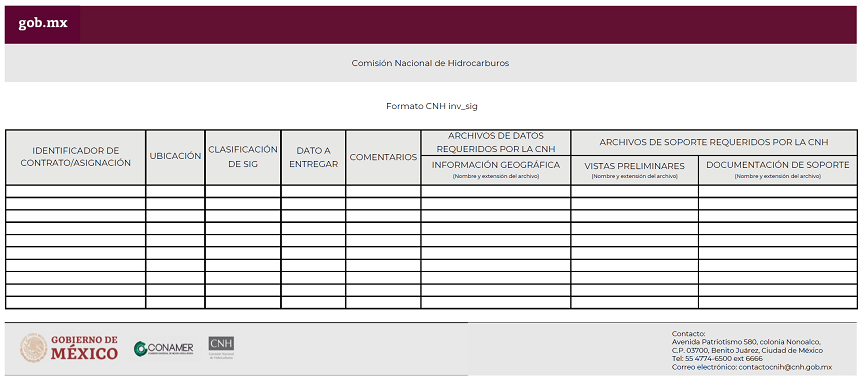 gob.mx
Comisión Nacional de Hidrocarburos
Formato CNH inv_sig
IDENTIFICADOR DE
CONTRATO/ASIGNACIÓN
UBICACIÓN
CLASIFICACIÓN
DE SIG
DATO A
ENTREGAR
COMENTARIOS
ARCHIVOS DE DATOS
REQUERIDOS POR LA CNH
INFORMACIÓN GEOGRÁFICA
(Nombre y extensión del archivo)
ARCHIVOS DE SOPORTE REQUERIDOS POR LA CNH
VISTAS PRELIMINARES
(Nombre y extensión del archivo)
DOCUMENTACIÓN DE SOPORTE
(Nombre y extensión del archivo)
GOBIERNO DE
MÉXICO
CONAMER
CNH
Comisión Nacional
de Hidrocarburos
Contacto:
Avenida Patriotismo 580, colonia Nonoalco,
C.P. 03700, Benito Juárez, Ciudad de México
Tel: 55 4774-6500 ext 6666
Correo electrónico: contactocnih@cnh.gob.mx